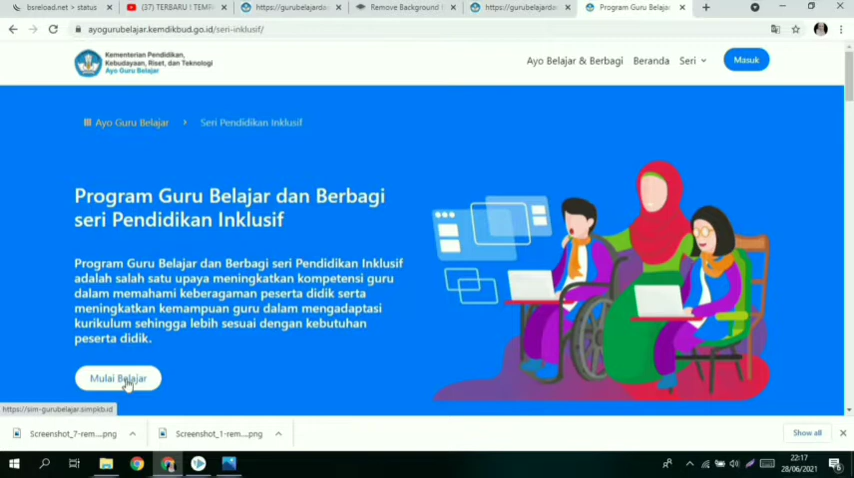 bsreload.net > status
(37) TERBARU ! TEMP
https://gurubelajarda
Remove Background f
https://gurubelajardan
Program Guru Belajar
ayogurubelajar.kemdikbud.go.id/seri-inklusif/
Kementerian Pendidikan,
Kebudayaan, Riset, dan Teknologi
Ayo Guru Belajar
Ayo Belajar & Berbagi Beranda Seri Masuk
Ayo Guru Belajar > Seri Pendidikan Inklusif
Program Guru Belajar dan Berbagi
seri Pendidikan Inklusif
Program Guru Belajar dan Berbagi seri Pendidikan Inklusif
adalah salah satu upaya meningkatkan kompetensi guru
dalam memahami keberagaman peserta didik serta
meningkatkan kemampuan guru dalam mengadaptasi
kurikulum sehingga lebih sesuai dengan kebutuhan
peserta didik.
Mulai Belajar
https://sim-gurubelajar.simpkb.id
Screenshot_7-rem....png
Screenshot_1-rem....png
Show all
22:17
28/06/2021